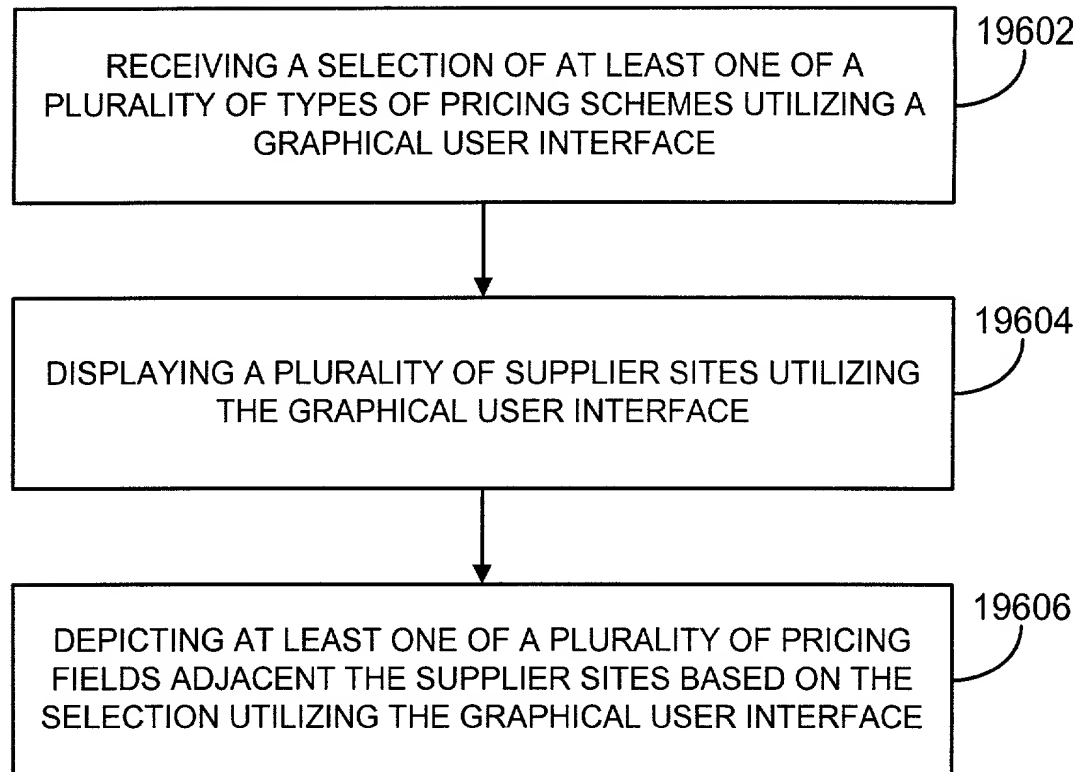 19602
RECEIVING A SELECTION OF AT LEAST ONE OF A
PLURALITY OF TYPES OF PRICING SCHEMES UTILIZING A
GRAPHICAL USER INTERFACE
19604
DISPLAYING A PLURALITY OF SUPPLIER SITES UTILIZING
THE GRAPHICAL USER INTERFACE
19606
DEPICTING AT LEAST ONE OF A PLURALITY OF PRICING
FIELDS ADJACENT THE SUPPLIER SITES BASED ON THE
SELECTION UTILIZING THE GRAPHICAL USER INTERFACE